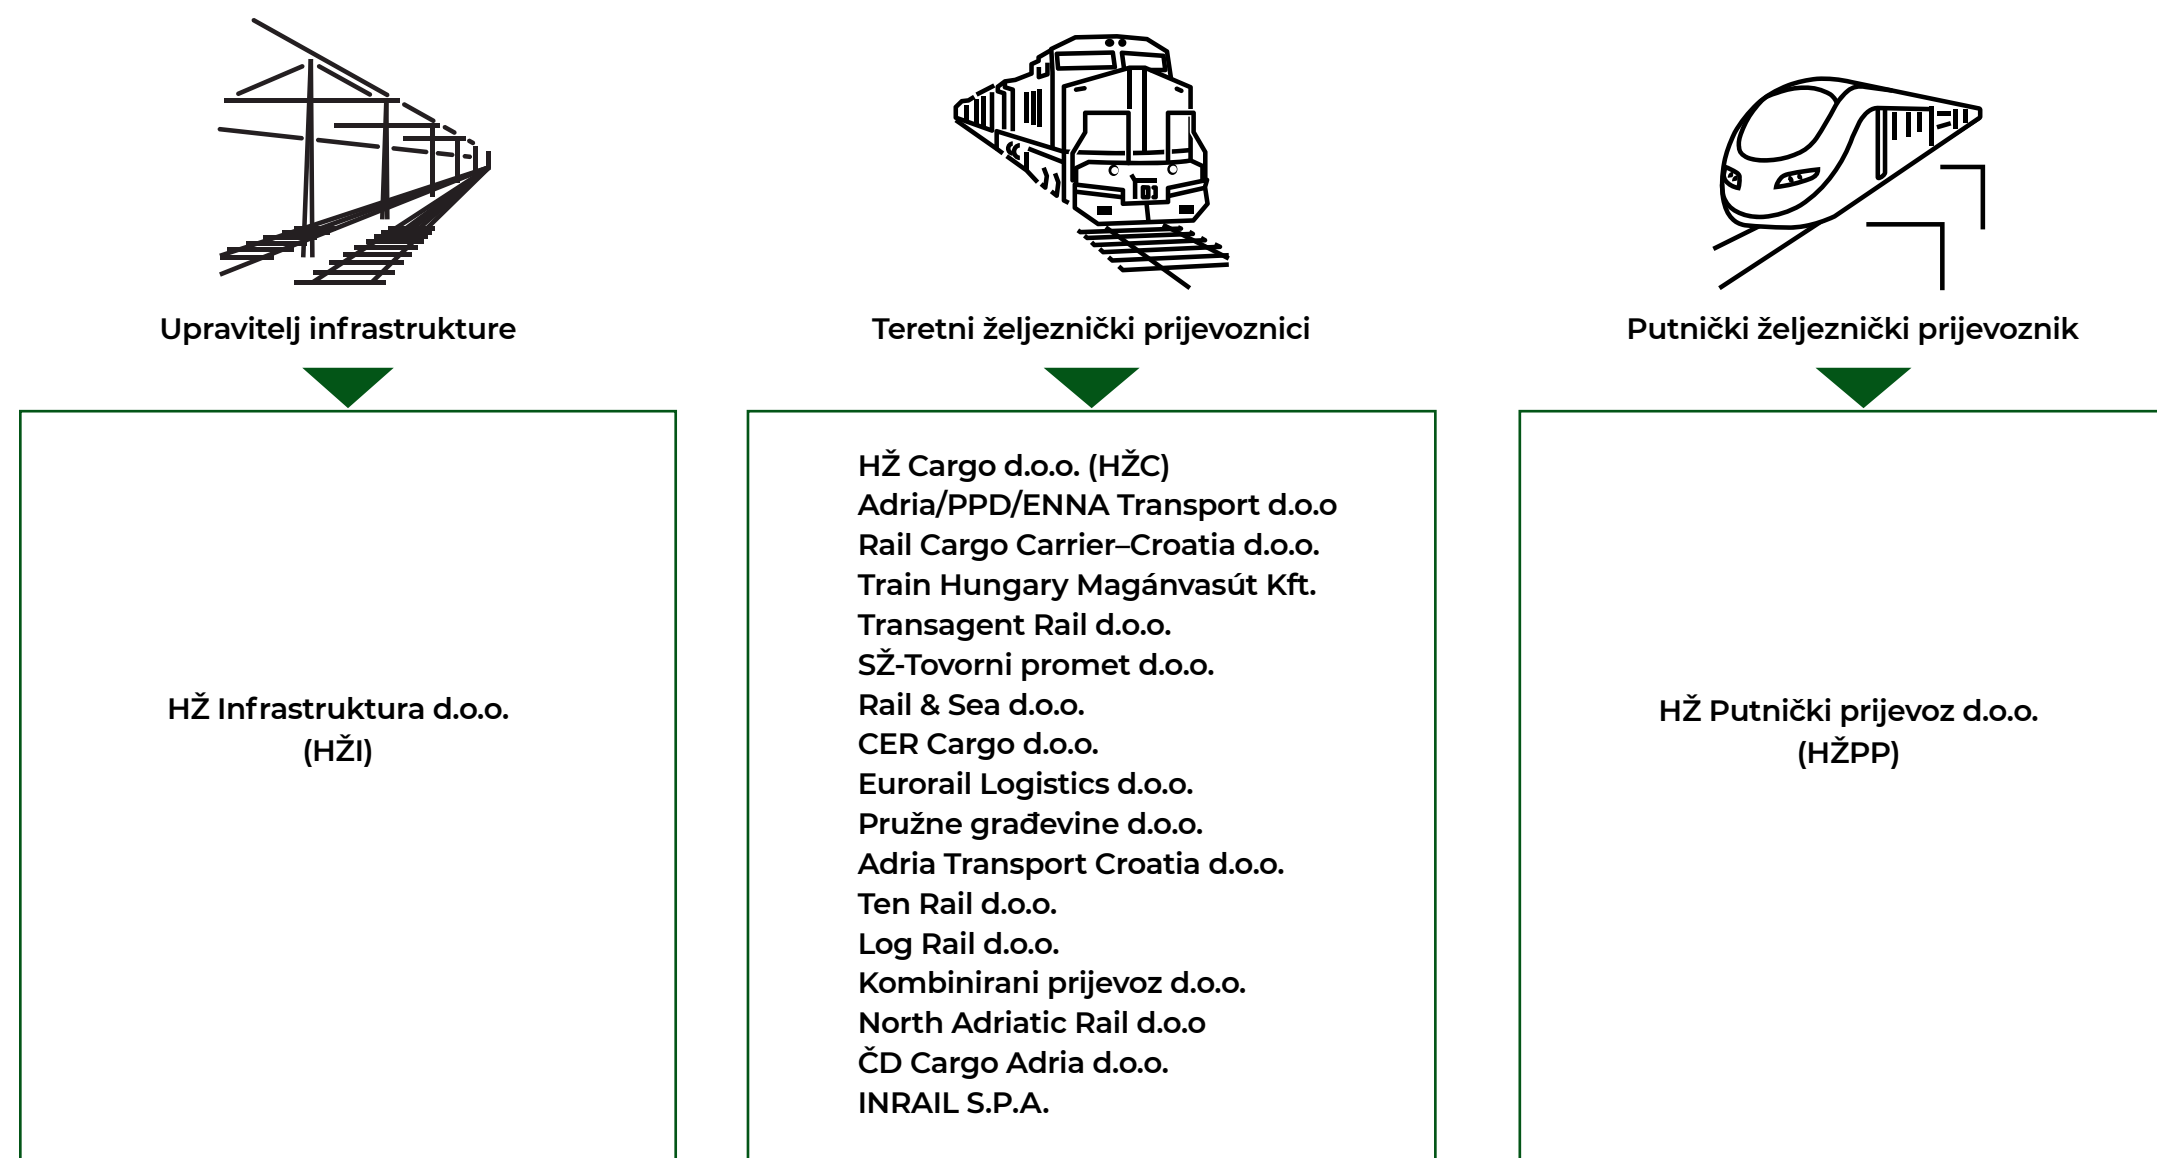 Upravitelj infrastrukture
HŽ Infrastruktura d.o.o.
(HŽI)
Teretni željeznički prijevoznici
HŽ Cargo d.o.o. (HŽC)
Adria/PPD/ENNA Transport d.o.o
Rail Cargo Carrier–Croatia d.o.o.
Train Hungary Magánvasút Kft.
Transagent Rail d.o.o.
SŽ-Tovorni promet d.o.o.
Rail & Sea d.o.o.
CER Cargo d.o.o.
Eurorail Logistics d.o.o.
Pružne građevine d.o.o.
Adria Transport Croatia d.o.o.
Ten Rail d.o.o.
Log Rail d.o.o.
Kombinirani prijevoz d.o.o.
North Adriatic Rail d.o.o
ČD Cargo Adria d.o.o.
INRAIL S.P.A.
Putnički željeznički prijevoznik
HŽ Putnički prijevoz d.o.o.
(HŽPP)